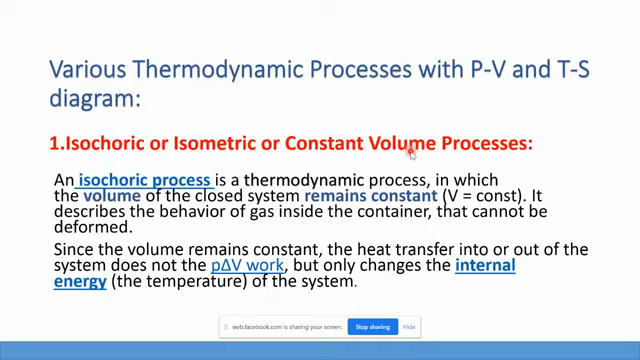 Various Thermodynamic Processes with P-V and T-S
diagram:
1.Isochoric or Isometric or Constant Volume Processes:
An isochoric process is a thermodynamic process, in which
the volume of the closed system remains constant (V = const). It
describes the behavior of gas inside the container, that cannot be
deformed.
Since the volume remains constant, the heat transfer into or out of the
system does not the p∆V work, but only changes the internal
energy (the temperature) of the system.
web.facebook.com is sharing your screen.
Stop sharing
Hide